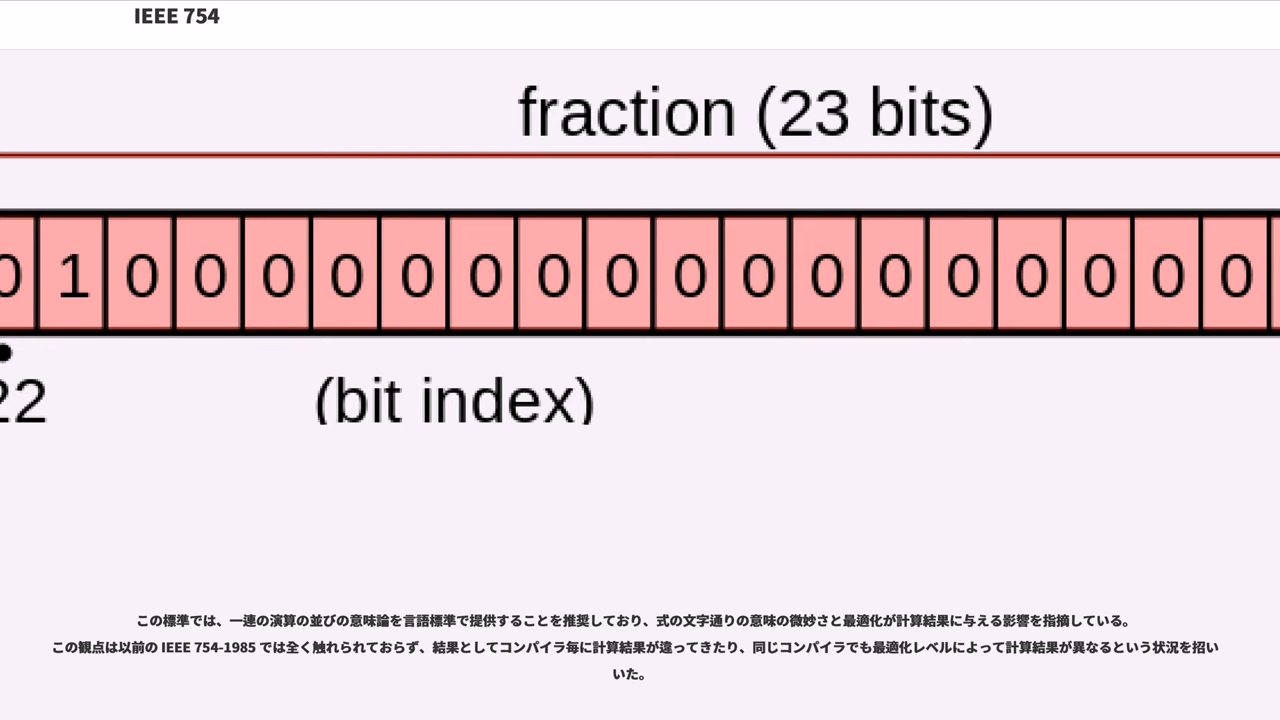 IEEE 754
fraction (23 bits)
0 1 0 0 0 0 0 0 0 0 0 0 0 0 0 0 0 0 0
22 (bit index)
この標準では、一連の演算の並びの意味論を言語標準で提供することを推奨しており、式の文字通りの意味の微妙さと最適化が計算結果に与える影響を指摘している。
この観点は以前の IEEE 754-1985 では全く触れられておらず、結果としてコンパイラ毎に計算結果が違ってきたり、同じコンパイラでも最適化レベルによって計算結果が異なるという状況を招い
いた。